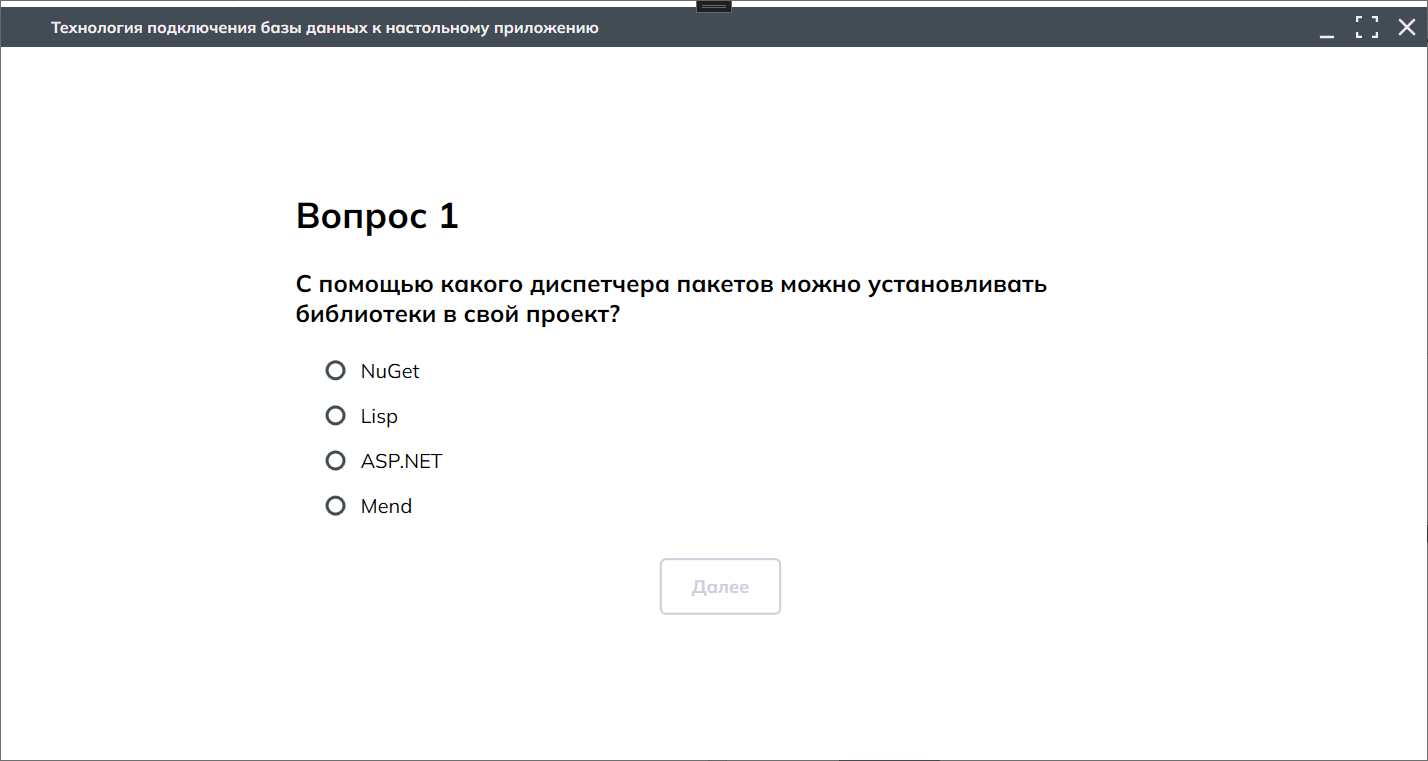 Технология подключения базы данных к настольному приложению
Вопрос 1
С помощью какого диспетчера пакетов можно установливать
библиотеки в свой проект?
NuGet
Lisp
ASP.NET
Mend
Далее